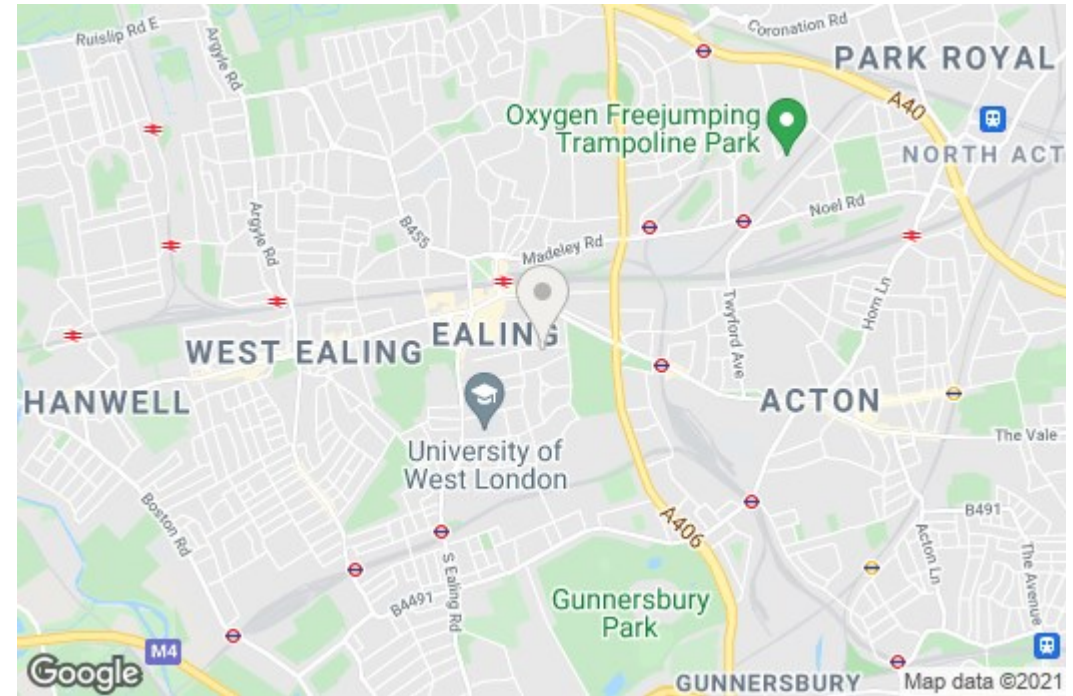 Ruislip Rd E
Argyle Rd
Coronation Rd
PARK ROYAL
A40
Oxygen Freejumping
Trampoline Park
NORTH ACT
Noel Rd
Argyle Rd
B455
Madeley Rd
Twyford Ave
Horn Ln
WEST EALING
EALING
HANWELL
ACTON
University of
West London
The Vale
Boston Rd
A406
B491
S Ealing Rd
Acton Ln
The Avenue
B4491
Gunnersbury
Park
M4
Google
GUNNERSBURY
Map data ©2021